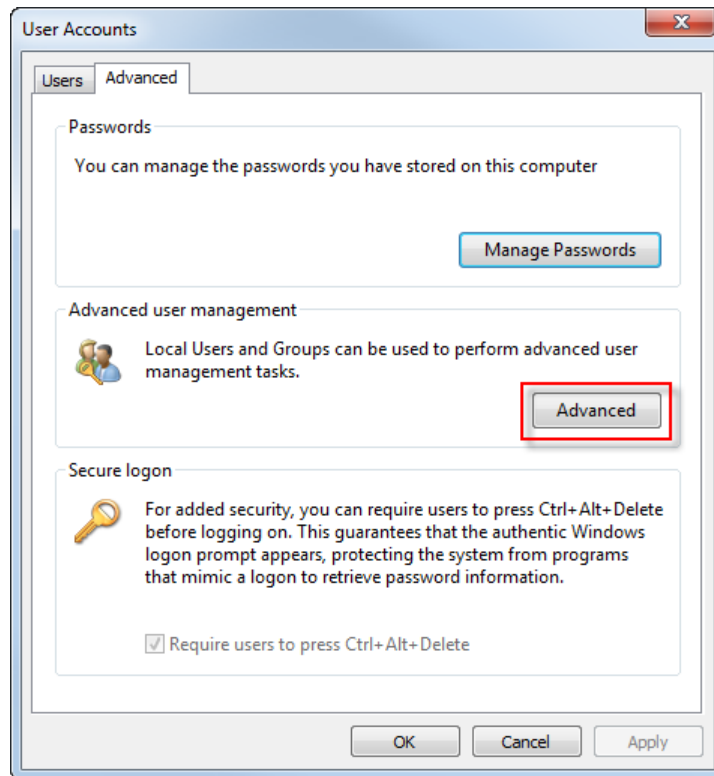 User Accounts
Users
Advanced
Passwords
You can manage the passwords you have stored on this computer
Manage Passwords
Advanced user management
Local Users and Groups can be used to perform advanced user
management tasks.
Advanced
Secure logon
For added security, you can require users to press Ctrl+Alt+Delete
before logging on. This guarantees that the authentic Windows
logon prompt appears, protecting the system from programs
that mimic a logon to retrieve password information.
Require users to press Ctrl+Alt+Delete
OK
Cancel
Apply